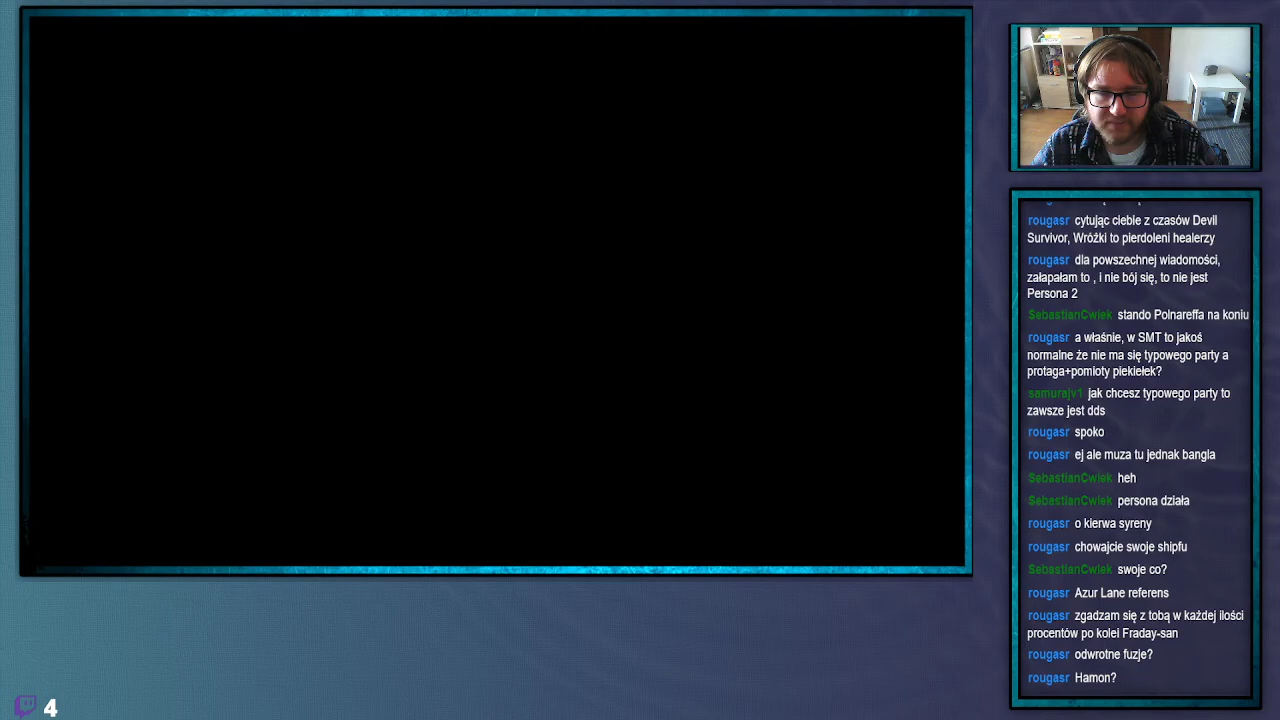 rougasr cytując ciebie z czasów Devil
Survivor, Wróżki to pierdoleni healerzy
rougasr dla powszechnej wiadomości,
załapałam to , i nie bój się, to nie jest
Persona 2
SebastianCwiek stando Polnareffa na koniu
rougasr a właśnie, w SMT to jakoś
normalne że nie ma się typowego party a
protaga+pomioty piekiełek?
samurajv1 jak chcesz typowego party to
zawsze jest dds
rougasr spoko
rougasr ej ale muza tu jednak bangla
SebastianCwiek heh
SebastianCwiek persona działa
rougasr o kierwa syreny
rougasr chowajcie swoje shipfu
SebastianCwiek swoje co?
rougasr Azur Lane referens
rougasr zgadzam się z tobą w każdej ilości
procentów po kolei Fraday-san
rougasr odwrotne fuzje?
rougasr Hamon?
4